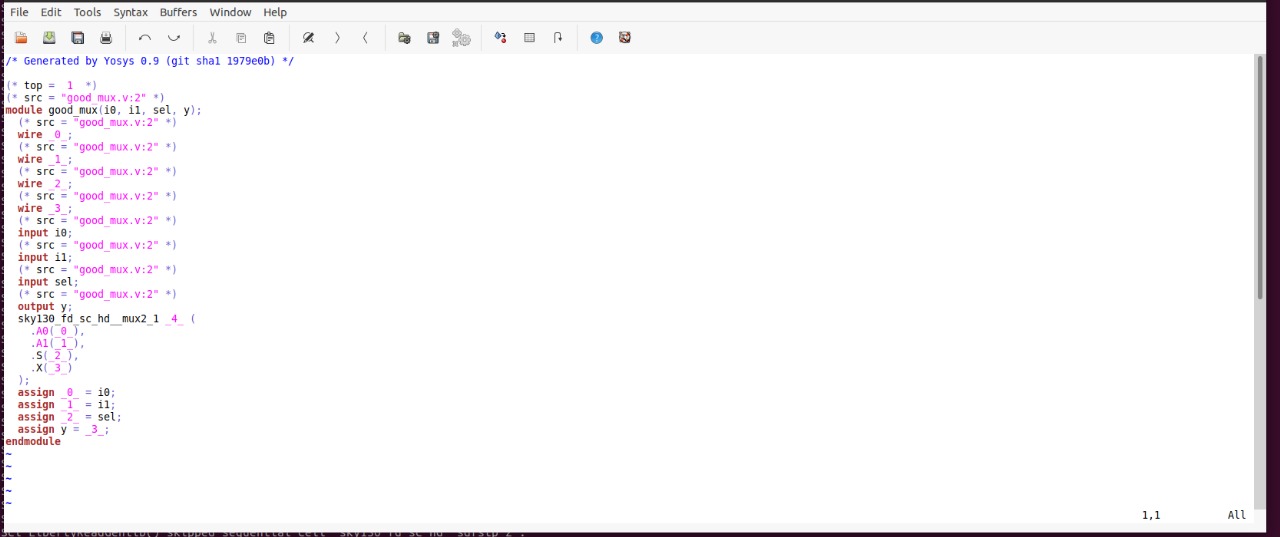 File Edit Tools Syntax Buffers Window Help
/* Generated by Yosys 0.9 (git sha1 1979e0b) */
(* top =  1  *)
(* src = "good_mux.v:2" *)
module good_mux(i0, i1, sel, y);
(* src = "good_mux.v:2" *)
wire _0_;
(* src = "good_mux.v:2" *)
wire _1_;
(* src = "good_mux.v:2" *)
wire _2_;
(* src = "good_mux.v:2" *)
wire _3_;
(* src = "good_mux.v:2" *)
input i0;
(* src = "good_mux.v:2" *)
input i1;
(* src = "good_mux.v:2" *)
input sel;
(* src = "good_mux.v:2" *)
output y;
sky130_fd_sc_hd__mux2_1 _4_ (
.A0(_0_),
.A1(_1_),
.S(_2_),
.X(_3_)
);
assign _0_ = i0;
assign _1_ = i1;
assign _2_ = sel;
assign y = _3_;
endmodule
~
~
~
~
~
1,1 All